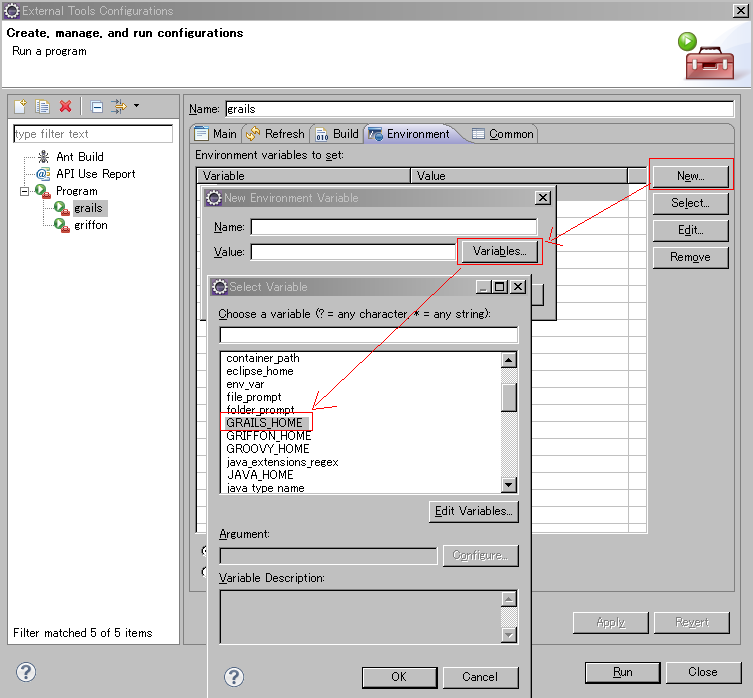 External Tools Configurations
Create, manage, and run configurations
Run a program
type filter text
Ant Build
API Use Report
Program
grails
griffon
Filter matched 5 of 5 items
Name: grails
Main Refresh Build Environment Common
Environment variables to set:
Variable Value
New...
Select...
Edit...
Remove
New Environment Variable
Name:
Value: Variables...
Select Variable
Choose a variable (? = any character, * = any string):
container_path
eclipse_home
env_var
file_prompt
folder_prompt
GRAILS_HOME
GRIFFON_HOME
GROOVY_HOME
java_extensions_regex
JAVA_HOME
java_type_name
Edit Variables...
Argument:
Configure...
Variable Description:
OK Cancel
Apply Revert
Run Close